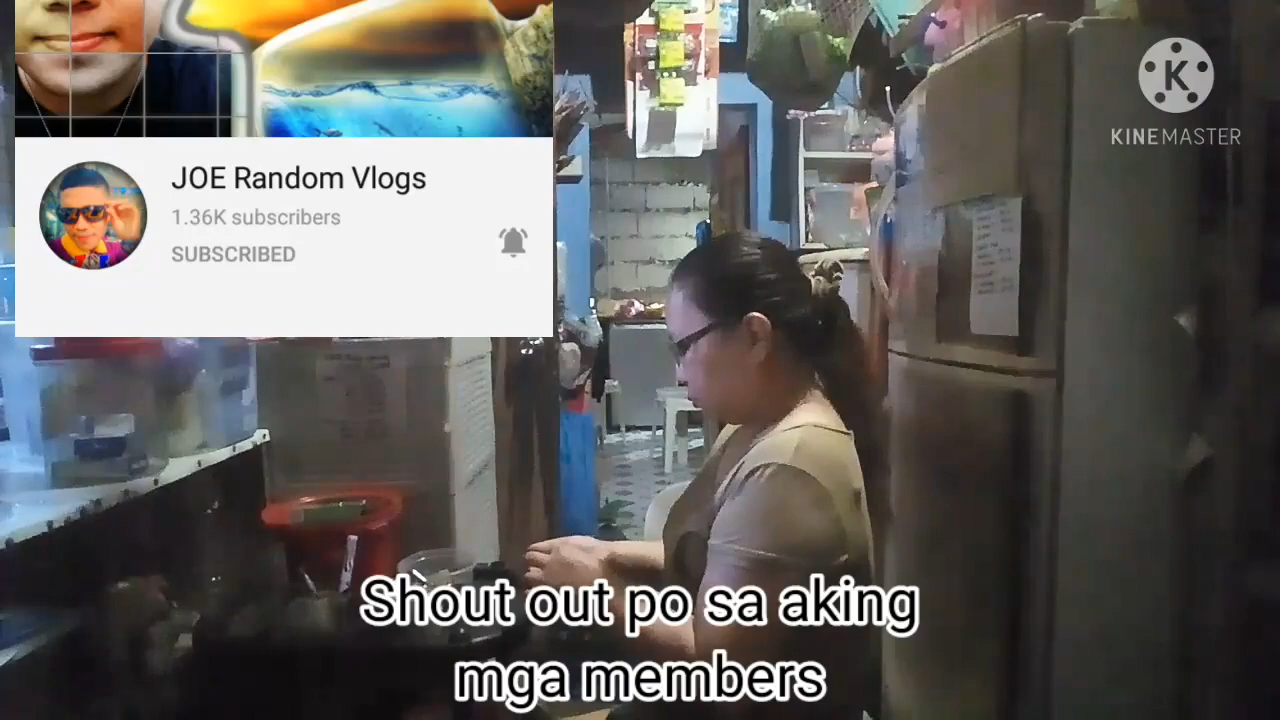 JOE Random Vlogs
1.36K subscribers
SUBSCRIBED
K
KINEMASTER
Shout out po sa aking
mga members